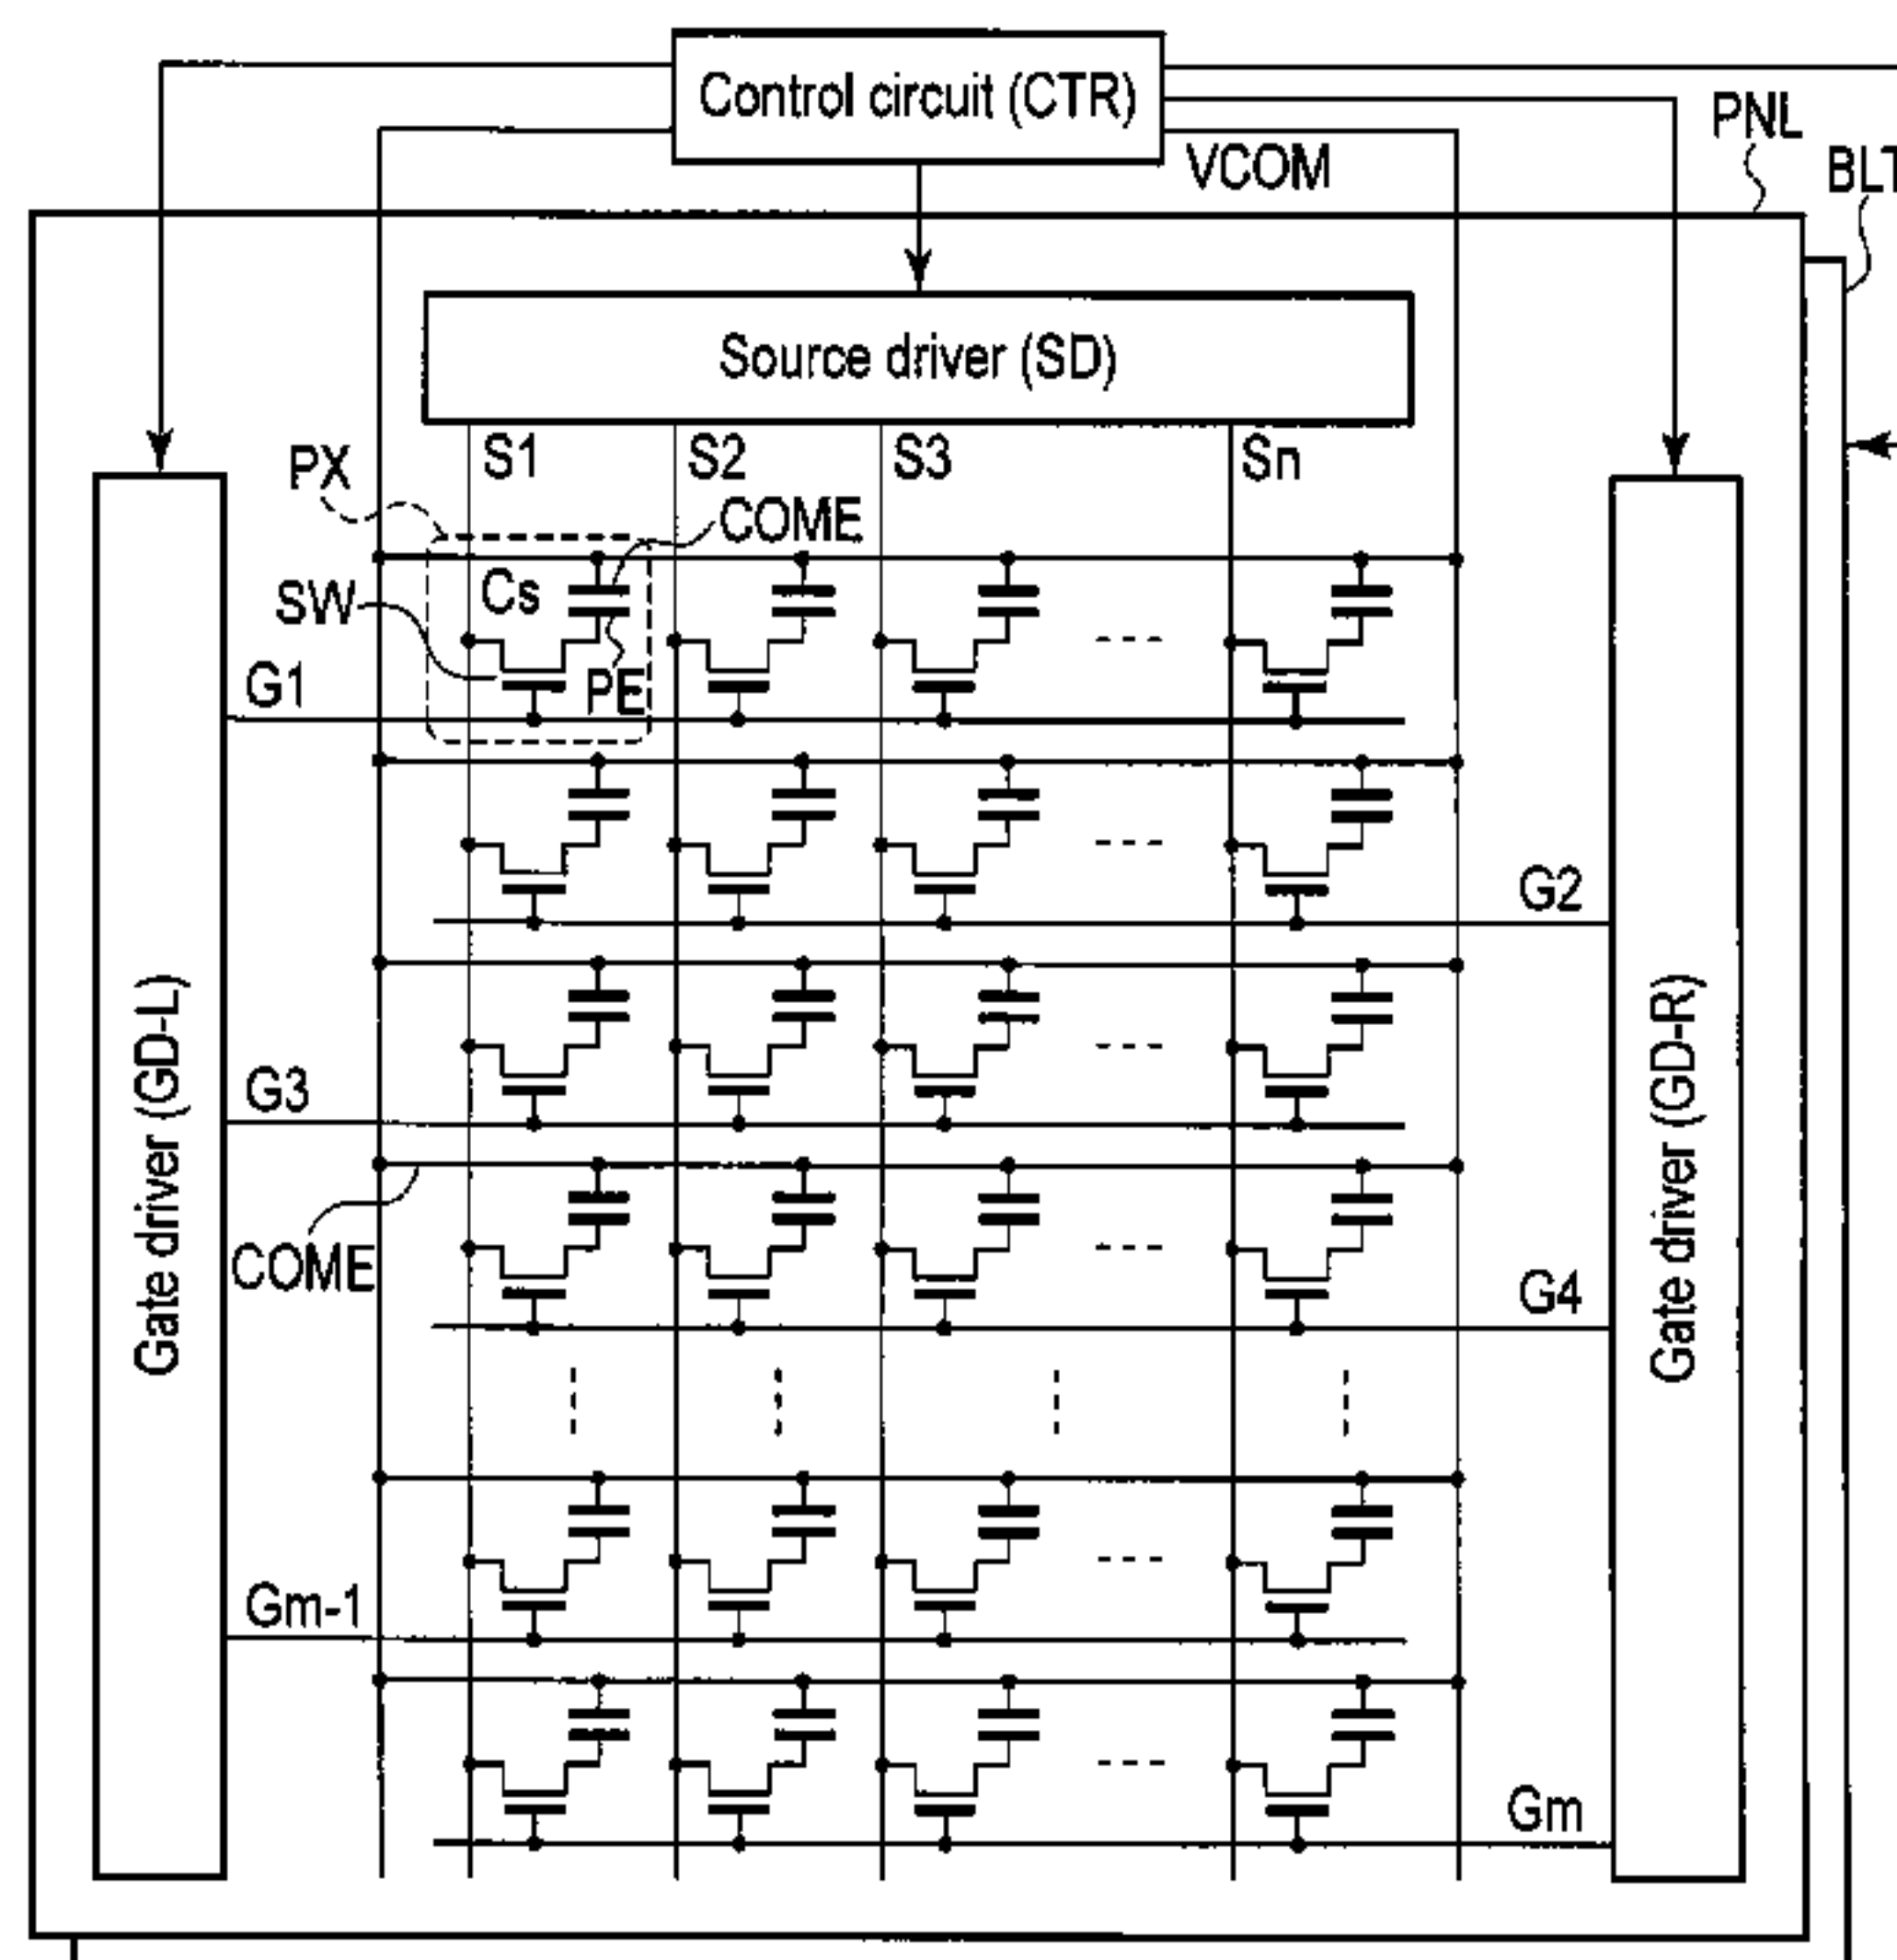 Control circuit (CTR)
PNL
VCOM
BLT
Source driver (SD)
S1
S2
S3
Sn
PX
COME
Cs
SW
G1
PE
G2
Gate driver (GD-L)
Gate driver (GD-R)
G3
COME
G4
Gm-1
Gm